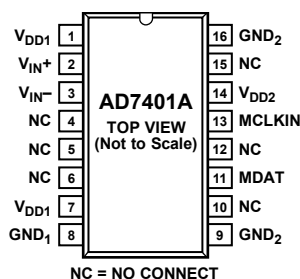 VDD1 1 16 GND2
VIN+ 2 15 NC
VIN– 3 14 VDD2
NC 4 13 MCLKIN
NC 5 12 NC
NC 6 11 MDAT
VDD1 7 10 NC
GND1 8 9 GND2
AD7401A
TOP VIEW
(Not to Scale)
NC = NO CONNECT